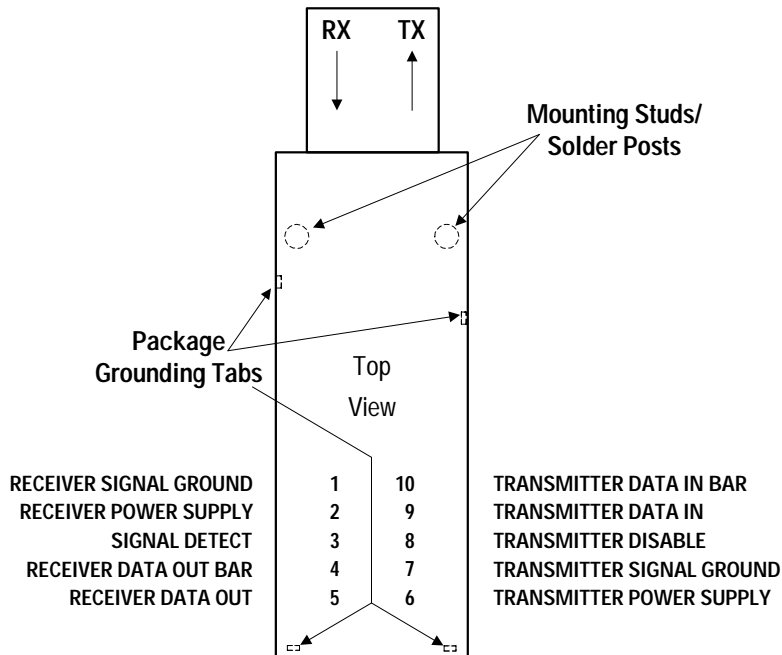 RX TX
Mounting Studs/
Solder Posts
Package
Grounding Tabs
Top
View
RECEIVER SIGNAL GROUND 1 10 TRANSMITTER DATA IN BAR
RECEIVER POWER SUPPLY 2 9 TRANSMITTER DATA IN
SIGNAL DETECT 3 8 TRANSMITTER DISABLE
RECEIVER DATA OUT BAR 4 7 TRANSMITTER SIGNAL GROUND
RECEIVER DATA OUT 5 6 TRANSMITTER POWER SUPPLY